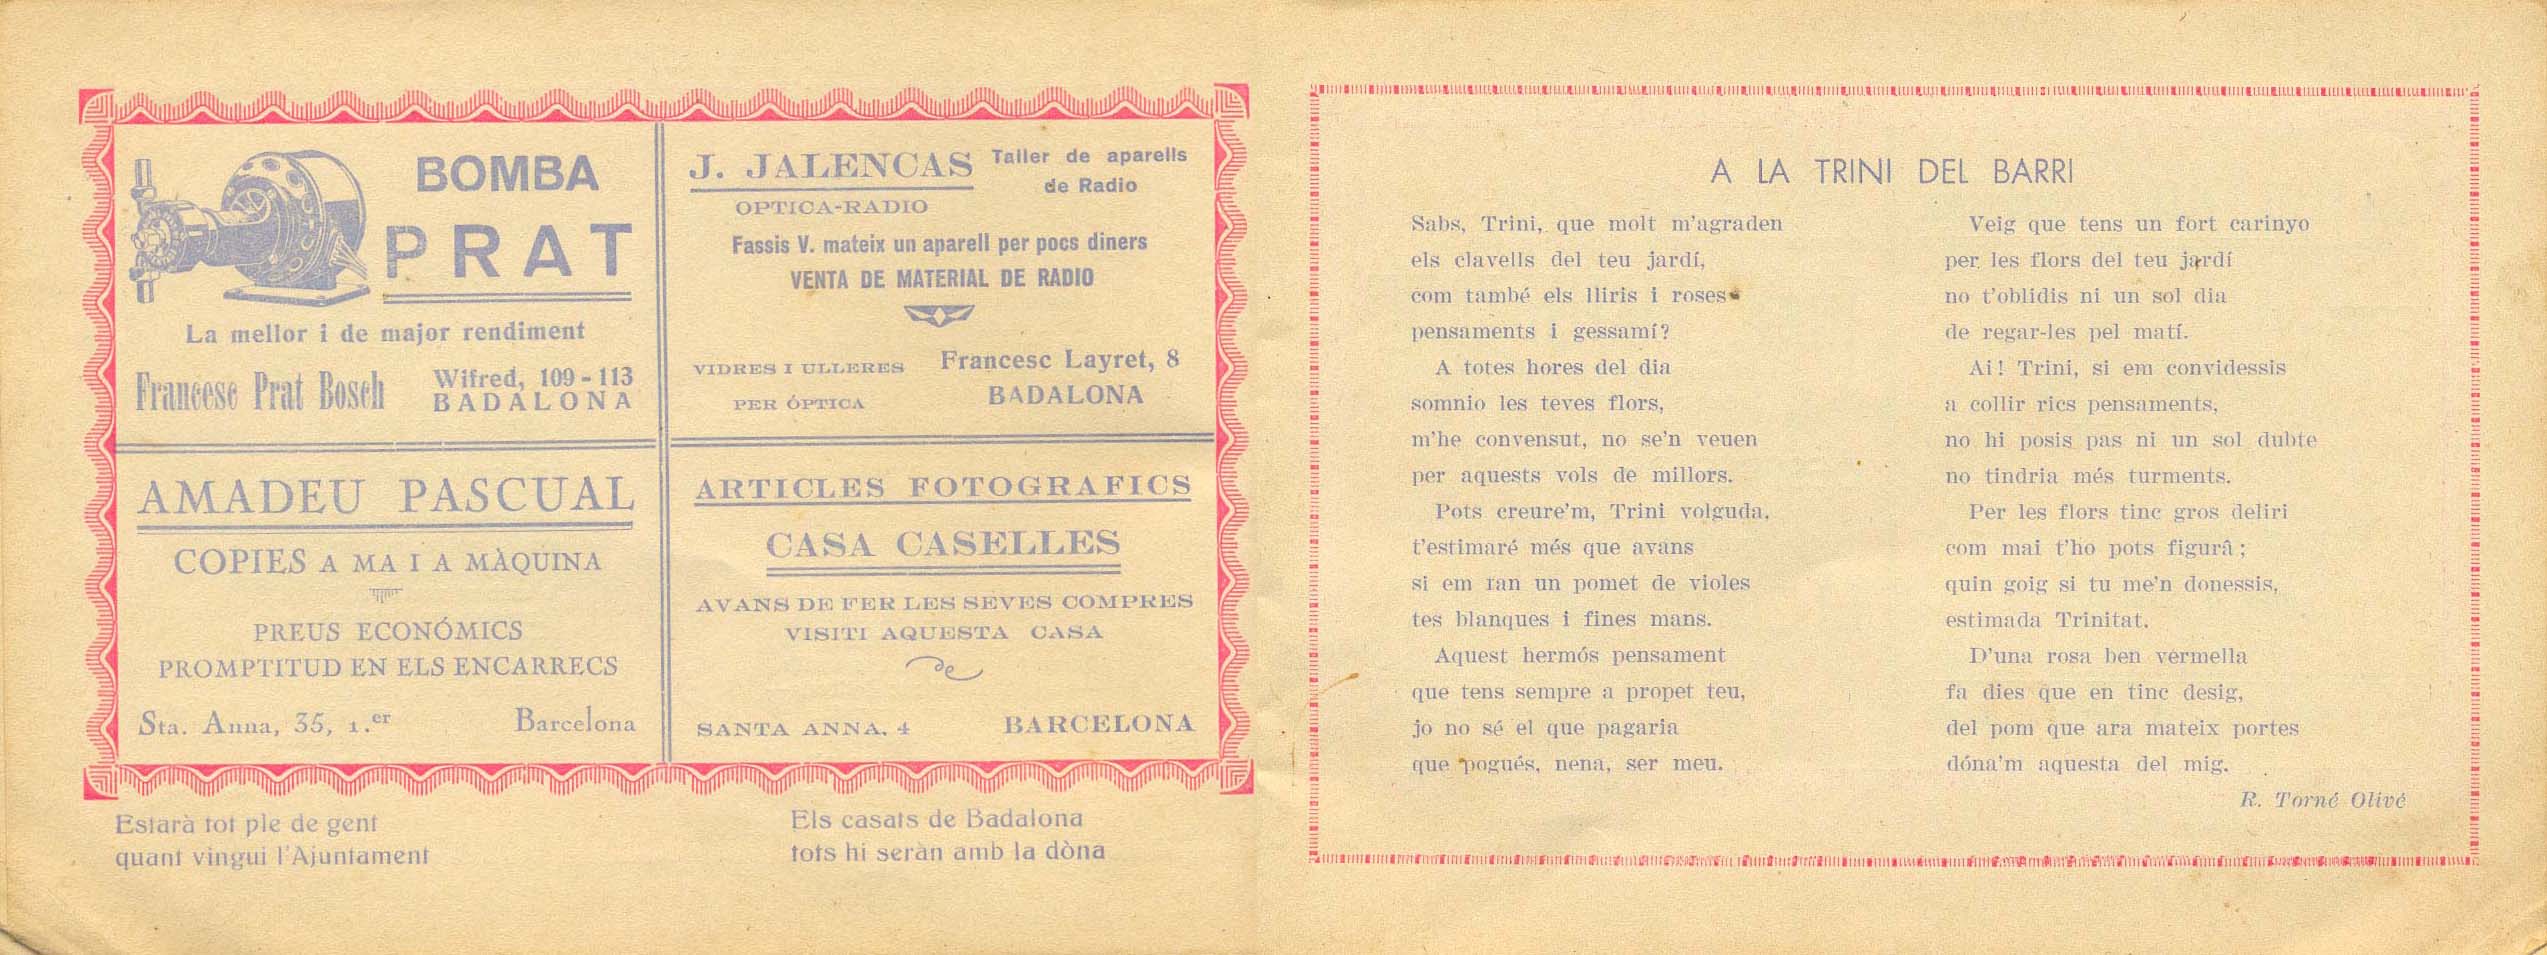 BOMBA
PRAT
La mellor i de major rendiment
Francesc Prat Bosch
Wifred, 109-113
BADALONA
J. JALENCAS
OPTICA-RADIO
Taller de aparells
de Radio
Fassis V. mateix un aparell per pocs diners
VENTA DE MATERIAL DE RADIO
VIDRES I ULLERES
PER ÓPTICA
Francesc Layret, 8
BADALONA
AMADEU PASCUAL
COPIES A MA I A MÀQUINA
PREUS ECONÓMICS
PROMPTITUD EN ELS ENCARRECS
Sta. Anna, 35, 1.er Barcelona
ARTICLES FOTOGRAFICS
CASA CASELLES
AVANS DE FER LES SEVES COMPRES
VISITI AQUESTA CASA
SANTA ANNA, 4 BARCELONA
Estarà tot ple de gent
quant vingui l'Ajuntament
Els casats de Badalona
tots hi seràn amb la dòna
A LA TRINI DEL BARRI
Sabs, Trini, que molt m'agraden
els clavells del teu jardí,
com també els lliris i roses
pensaments i gessamí?
A totes hores del dia
somnio les teves flors,
m'he convensut, no se'n veuen
per aquests vols de millors.
Pots creure'm, Trini volguda,
t'estimaré més que avans
si em fan un pomet de violes
tes blanques i fines mans.
Aquest hermós pensament
que tens sempre a propet teu,
jo no sé el que pagaria
que pogués, nena, ser meu.
Veig que tens un fort carinyo
per les flors del teu jardí
no t'oblidis ni un sol dia
de regar-les pel matí.
Ai! Trini, si em convidessis
a collir rics pensaments,
no hi posis pas ni un sol dubte
no tindria més turments.
Per les flors tinc gros deliri
com mai t'ho pots figurâ;
quin goig si tu me'n donessis,
estimada Trinitat.
D'una rosa ben vermella
fa dies que en tinc desig,
del pom que ara mateix portes
dóna'm aquesta del mig.
R. Torné Olivé